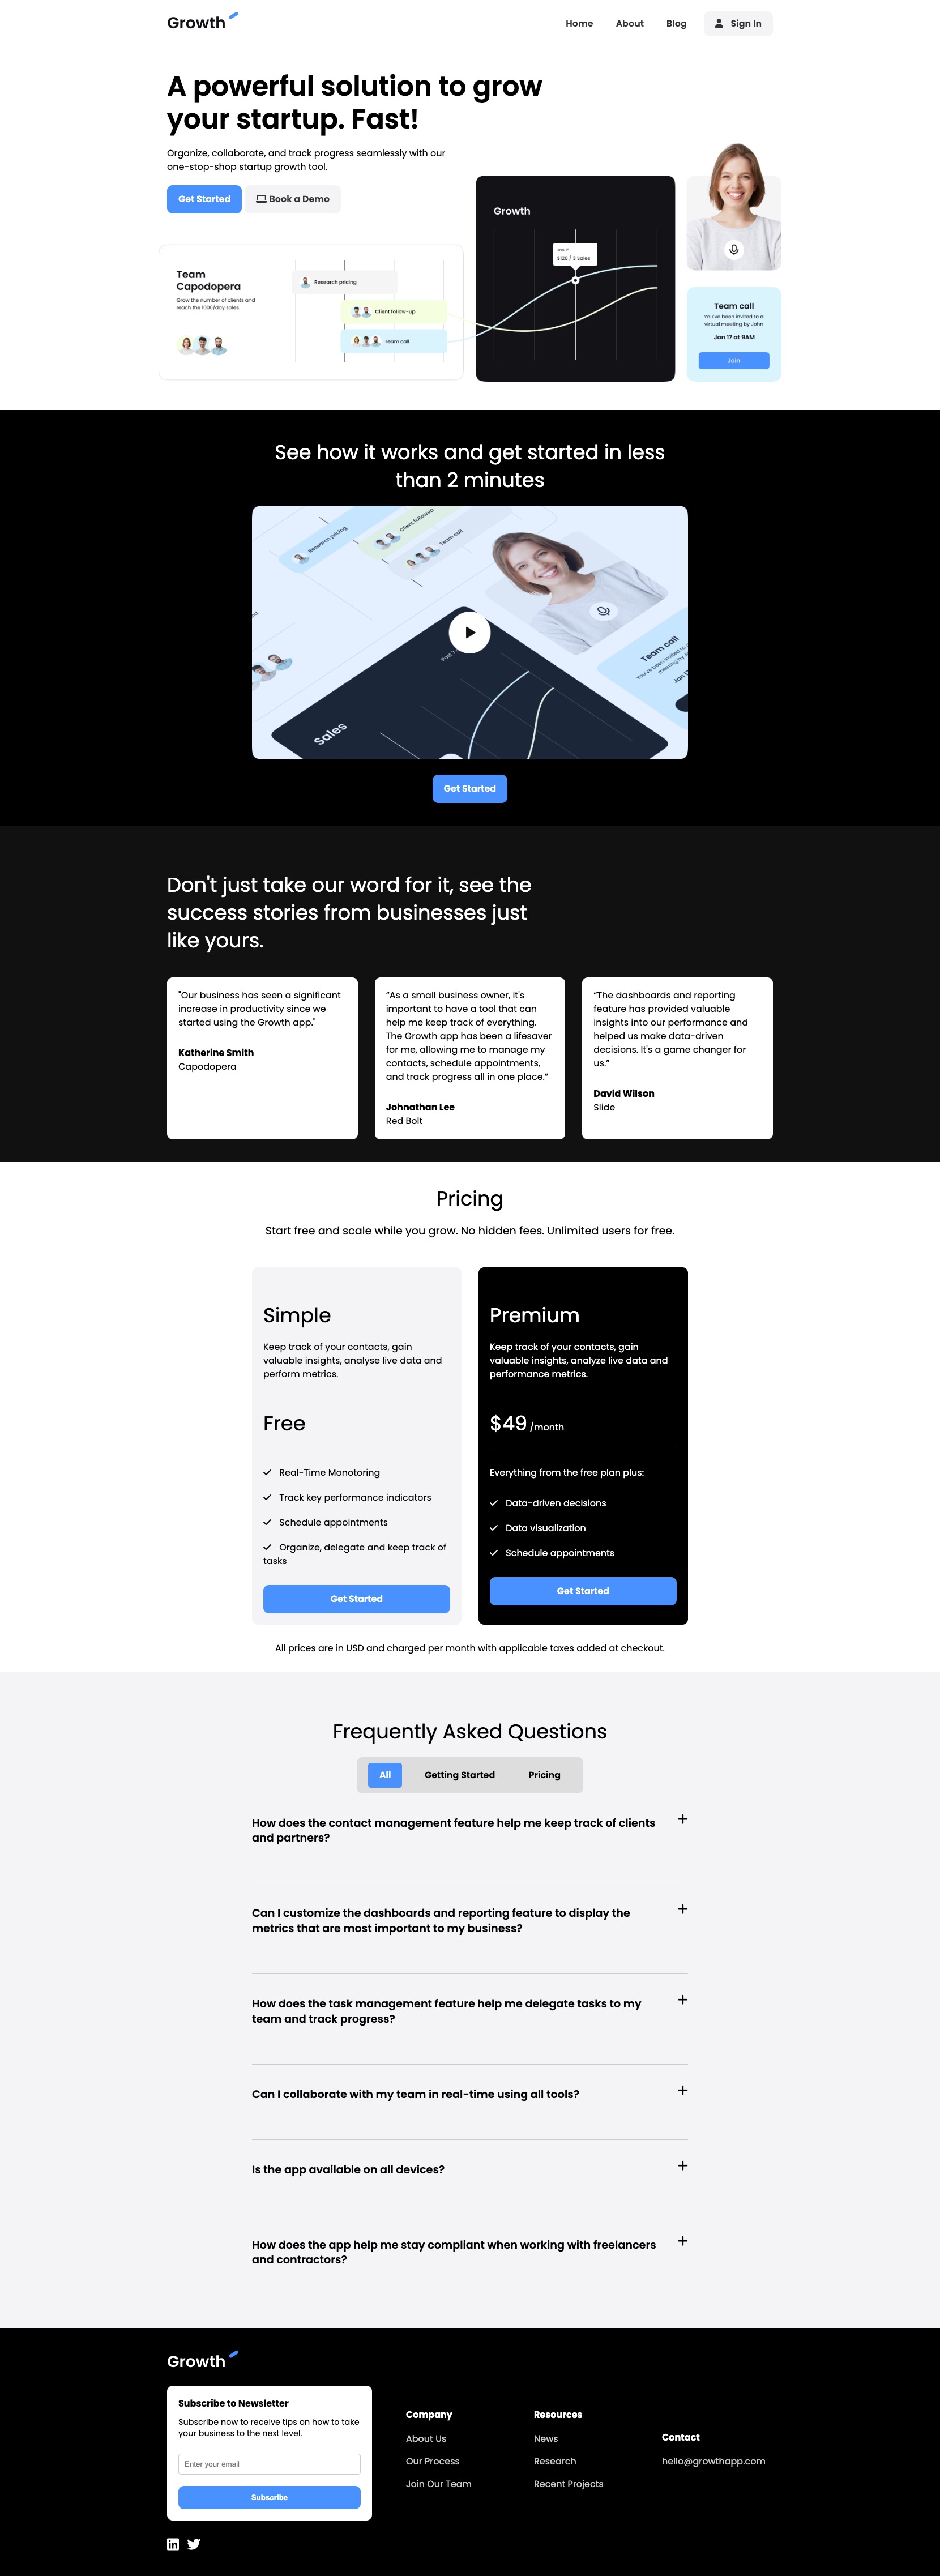 Growth
Home
About
Blog
Sign In
A powerful solution to grow
your startup. Fast!
Organize, collaborate, and track progress seamlessly with our
one-stop-shop startup growth tool.
Get Started
Book a Demo
Team
Capodopera
Grow the number of clients and
reach the 1000/day sales.
Research pricing
Client follow-up
Team call
Growth
$120 / 3 Sales
Team call
You've been invited to a
virtual meeting by John
Jan 17 at 9AM
Join
See how it works and get started in less
than 2 minutes
Research pricing
Client followup
Team call
Sales
Team call
You've been invited to
meeting by
Get Started
Don't just take our word for it, see the
success stories from businesses just
like yours.
"Our business has seen a significant
increase in productivity since we
started using the Growth app."
Katherine Smith
Capodopera
“As a small business owner, it's
important to have a tool that can
help me keep track of everything.
The Growth app has been a lifesaver
for me, allowing me to manage my
contacts, schedule appointments,
and track progress all in one place.”
Johnathan Lee
Red Bolt
“The dashboards and reporting
feature has provided valuable
insights into our performance and
helped us make data-driven
decisions. It's a game changer for
us.”
David Wilson
Slide
Pricing
Start free and scale while you grow. No hidden fees. Unlimited users for free.
Simple
Keep track of your contacts, gain
valuable insights, analyse live data and
perform metrics.
Free
Real-Time Monotoring
Track key performance indicators
Schedule appointments
Organize, delegate and keep track of
tasks
Get Started
Premium
Keep track of your contacts, gain
valuable insights, analyze live data and
performance metrics.
$49 /month
Everything from the free plan plus:
Data-driven decisions
Data visualization
Schedule appointments
Get Started
All prices are in USD and charged per month with applicable taxes added at checkout.
Frequently Asked Questions
All
Getting Started
Pricing
How does the contact management feature help me keep track of clients
and partners?
Can I customize the dashboards and reporting feature to display the
metrics that are most important to my business?
How does the task management feature help me delegate tasks to my
team and track progress?
Can I collaborate with my team in real-time using all tools?
Is the app available on all devices?
How does the app help me stay compliant when working with freelancers
and contractors?
Growth
Subscribe to Newsletter
Subscribe now to receive tips on how to take
your business to the next level.
Enter your email
Subscribe
Company
About Us
Our Process
Join Our Team
Resources
News
Research
Recent Projects
Contact
hello@growthapp.com